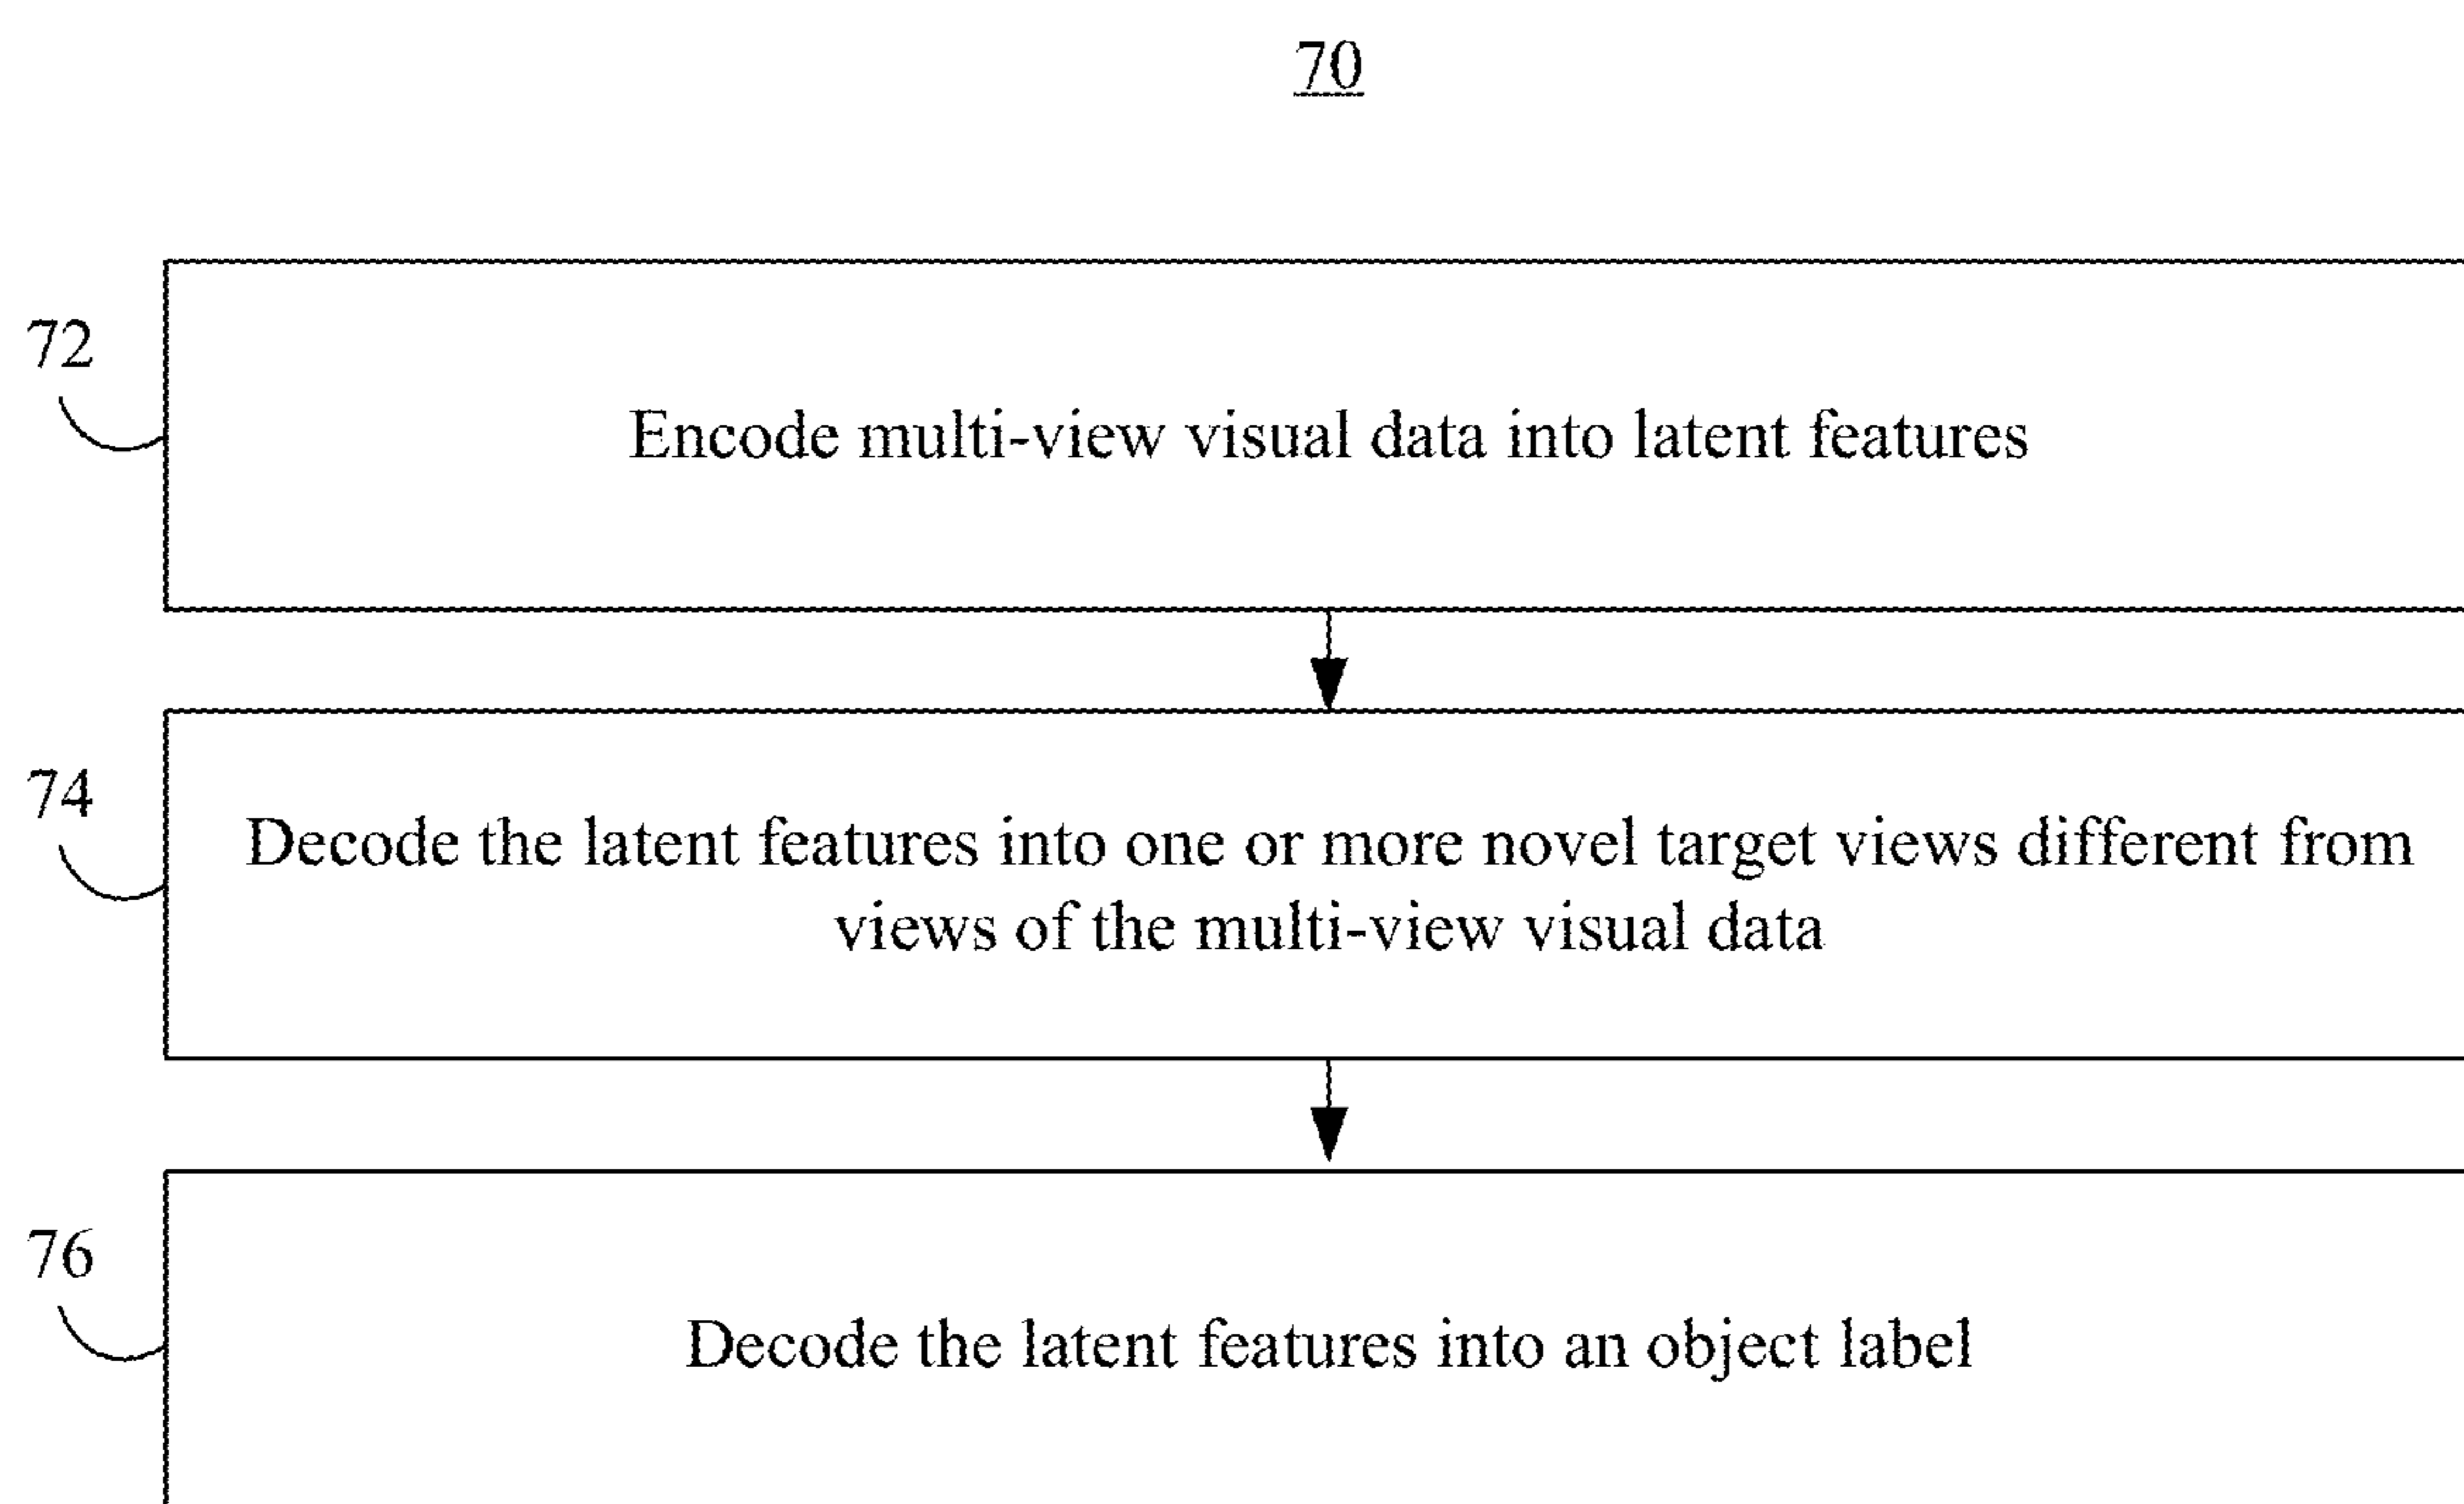 70
72
Encode multi-view visual data into latent features
74
Decode the latent features into one or more novel target views different from
views of the multi-view visual data
76
Decode the latent features into an object label